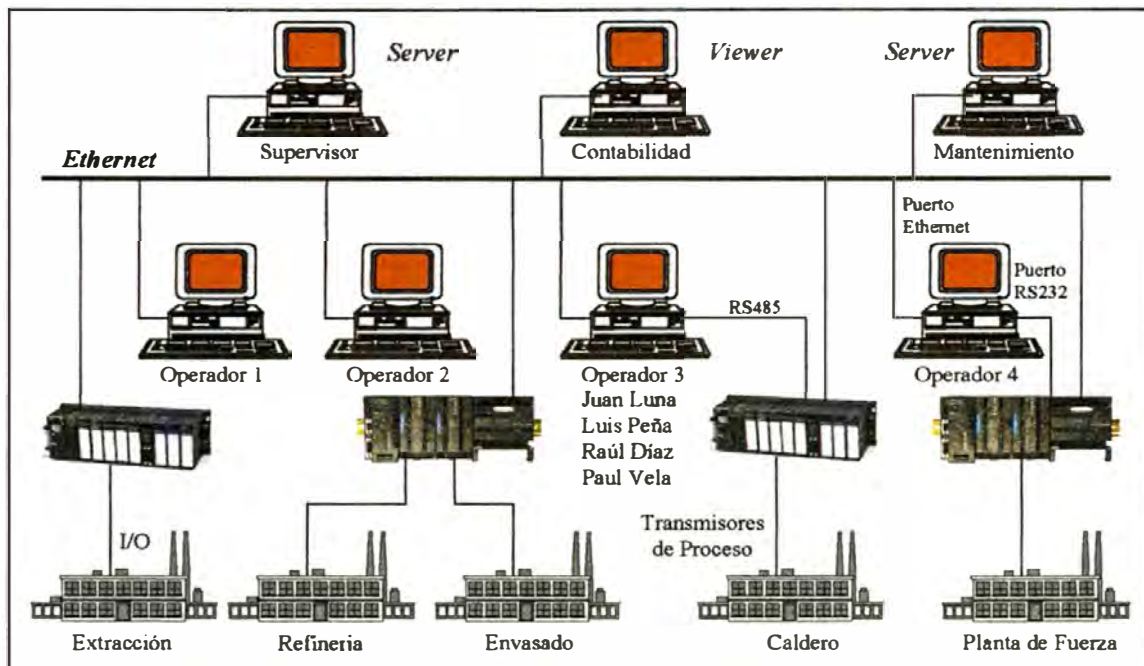 Server
Viewer
Server
Supervisor
Contabilidad
Mantenimiento
Ethernet
Puerto
Ethernet
Puerto
RS232
RS485
Operador 1
Operador 2
Operador 3
Juan Luna
Luis Peña
Raúl Díaz
Paul Vela
Operador 4
I/O
Transmisores
de Proceso
Extracción
Refineria
Envasado
Caldero
Planta de Fuerza